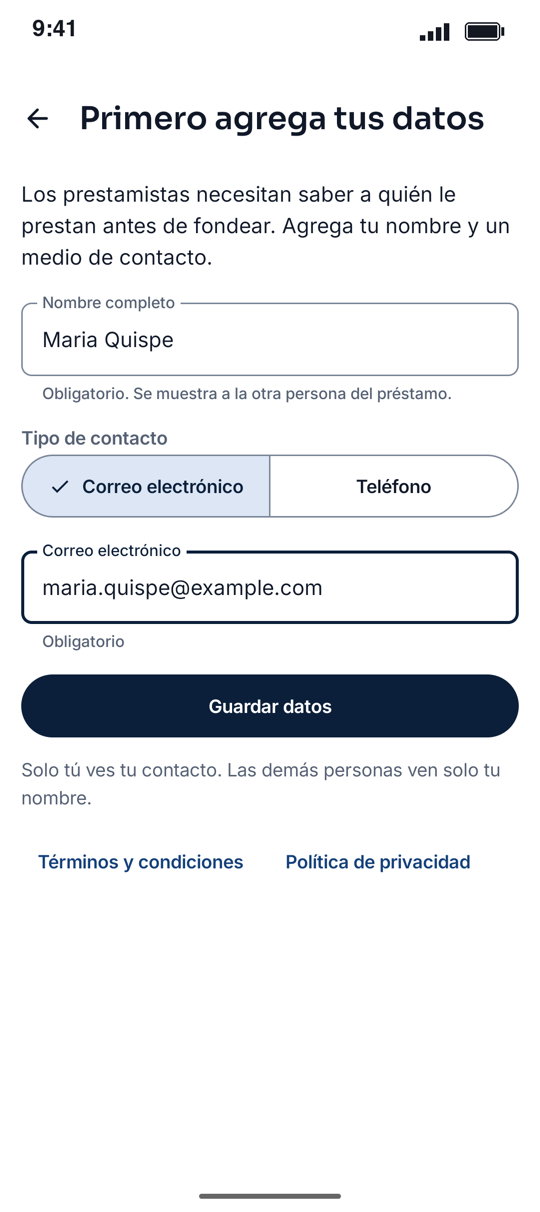 9:41
Primero agrega tus datos
Los prestamistas necesitan saber a quién le
prestan antes de fondear. Agrega tu nombre y un
medio de contacto.
Nombre completo
Maria Quispe
Obligatorio. Se muestra a la otra persona del préstamo.
Tipo de contacto
Correo electrónico
Teléfono
Correo electrónico
maria.quispe@example.com
Obligatorio
Guardar datos
Solo tú ves tu contacto. Las demás personas ven solo tu
nombre.
Términos y condiciones
Política de privacidad